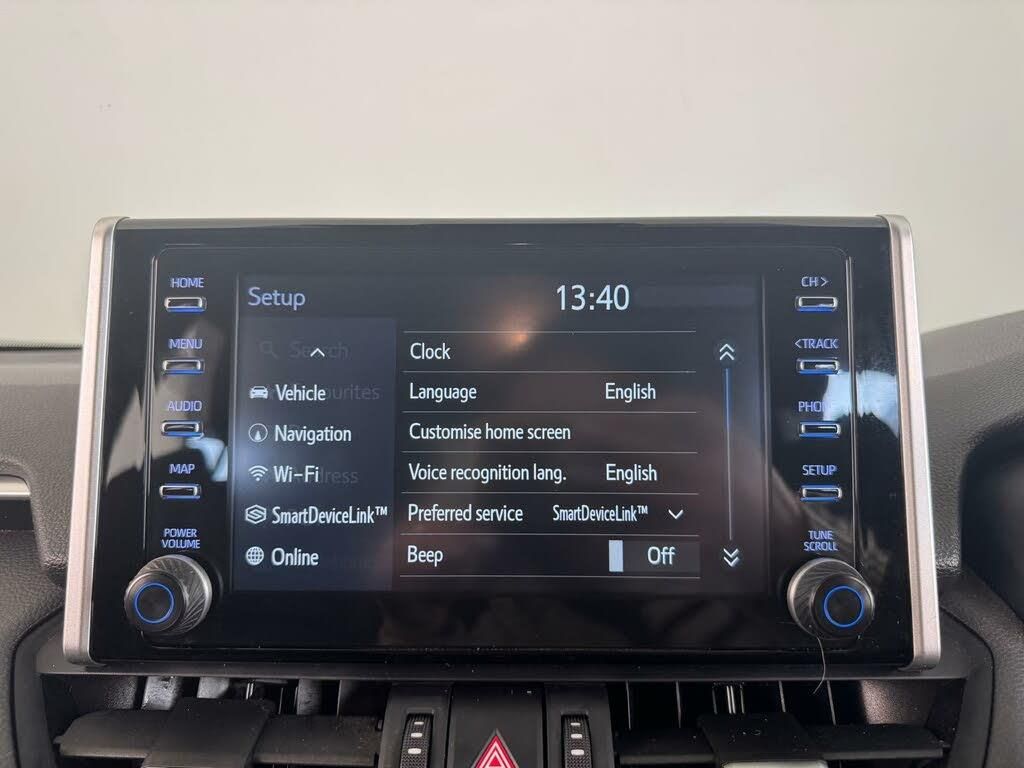 HOME
MENU
AUDIO
MAP
POWER
VOLUME
Setup
13:40
Search
Vehicle
Navigation
Wi-Fi
SmartDeviceLink™
Online
Clock
Language English
Customise home screen
Voice recognition lang. English
Preferred service SmartDeviceLink™
Beep Off
CH >
< TRACK
PHONE
SETUP
TUNE
SCROLL